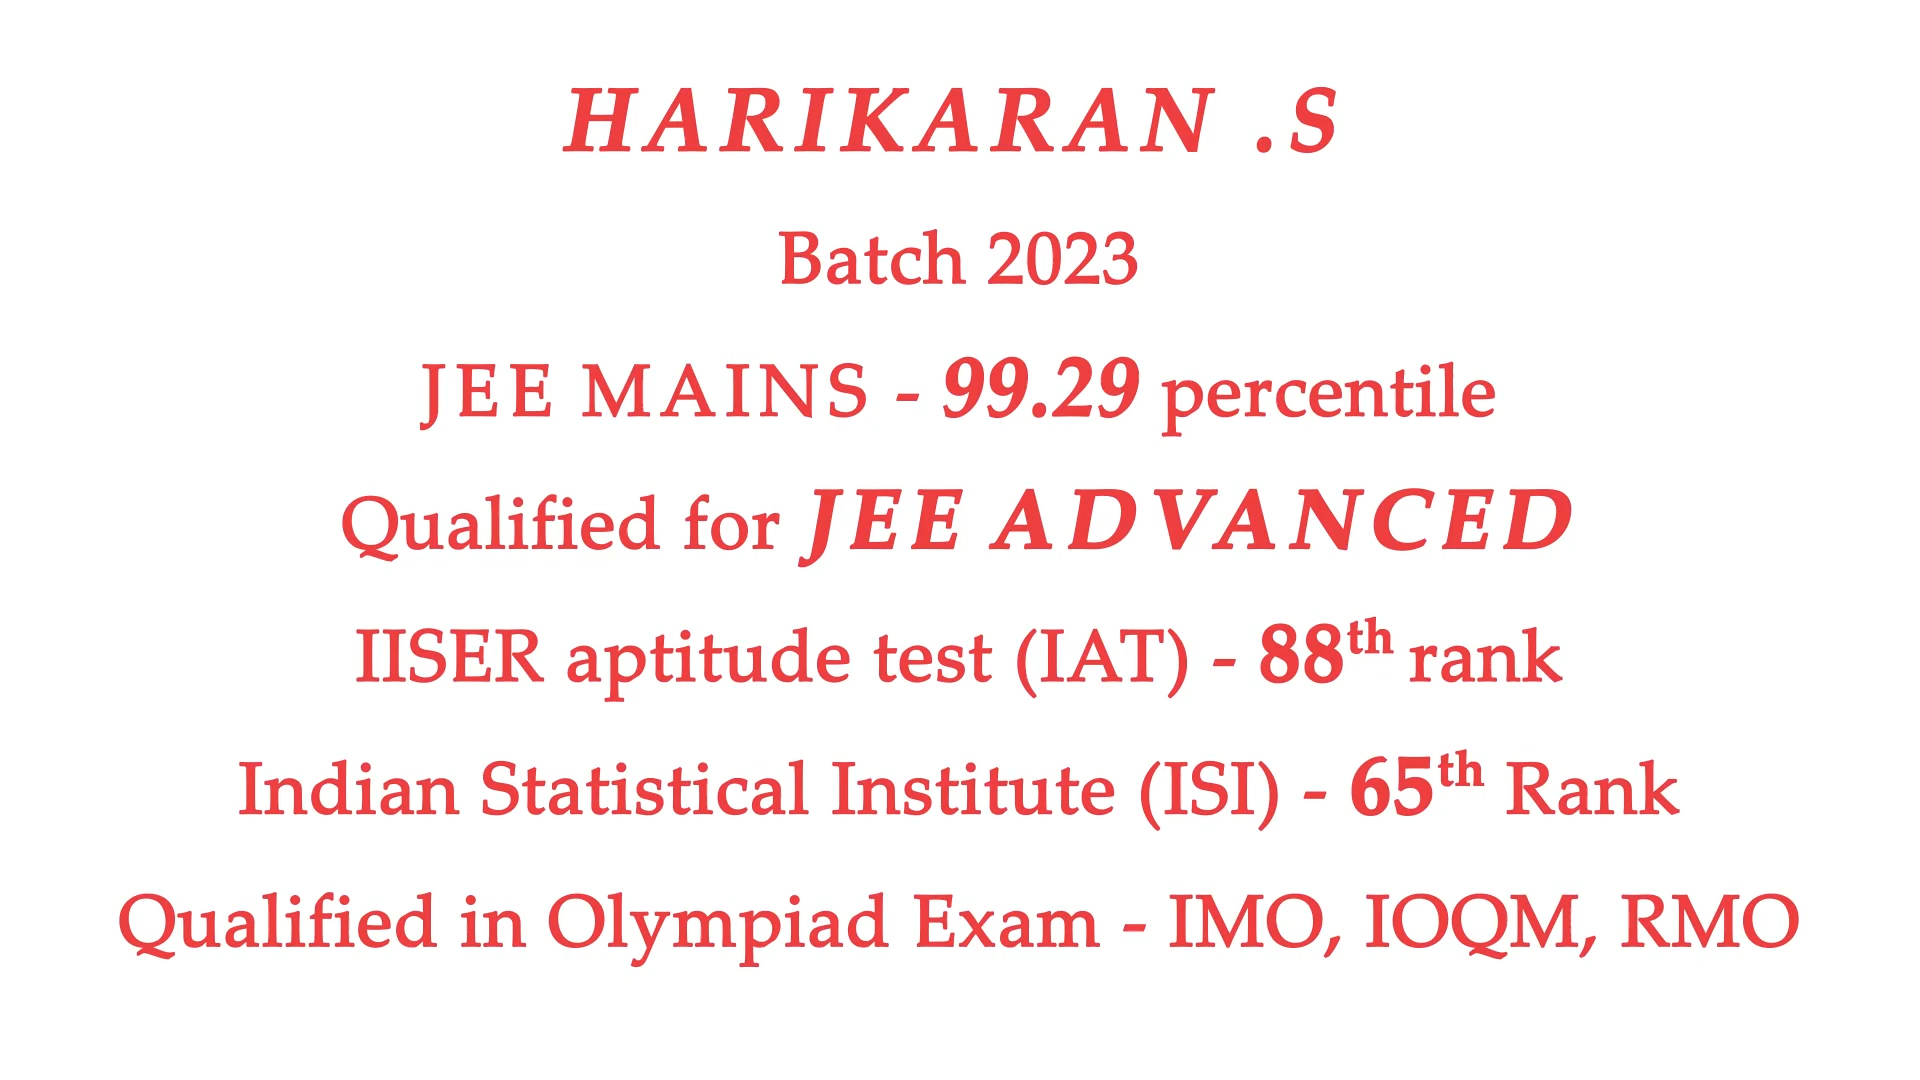 HARIKARAN .S
Batch 2023
JEE MAINS - 99.29 percentile
Qualified for JEE ADVANCED
IISER aptitude test (IAT) - 88th rank
Indian Statistical Institute (ISI) - 65th Rank
Qualified in Olympiad Exam - IMO, IOQM, RMO